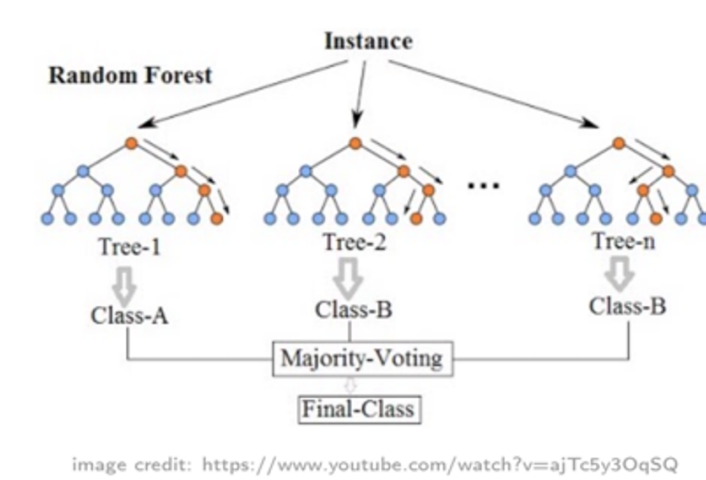 Instance
Random Forest
...
Tree-1
Tree-2
Tree-n
Class-A
Class-B
Class-B
Majority-Voting
Final-Class
image credit: https://www.youtube.com/watch?v=ajTc5y3OqSQ